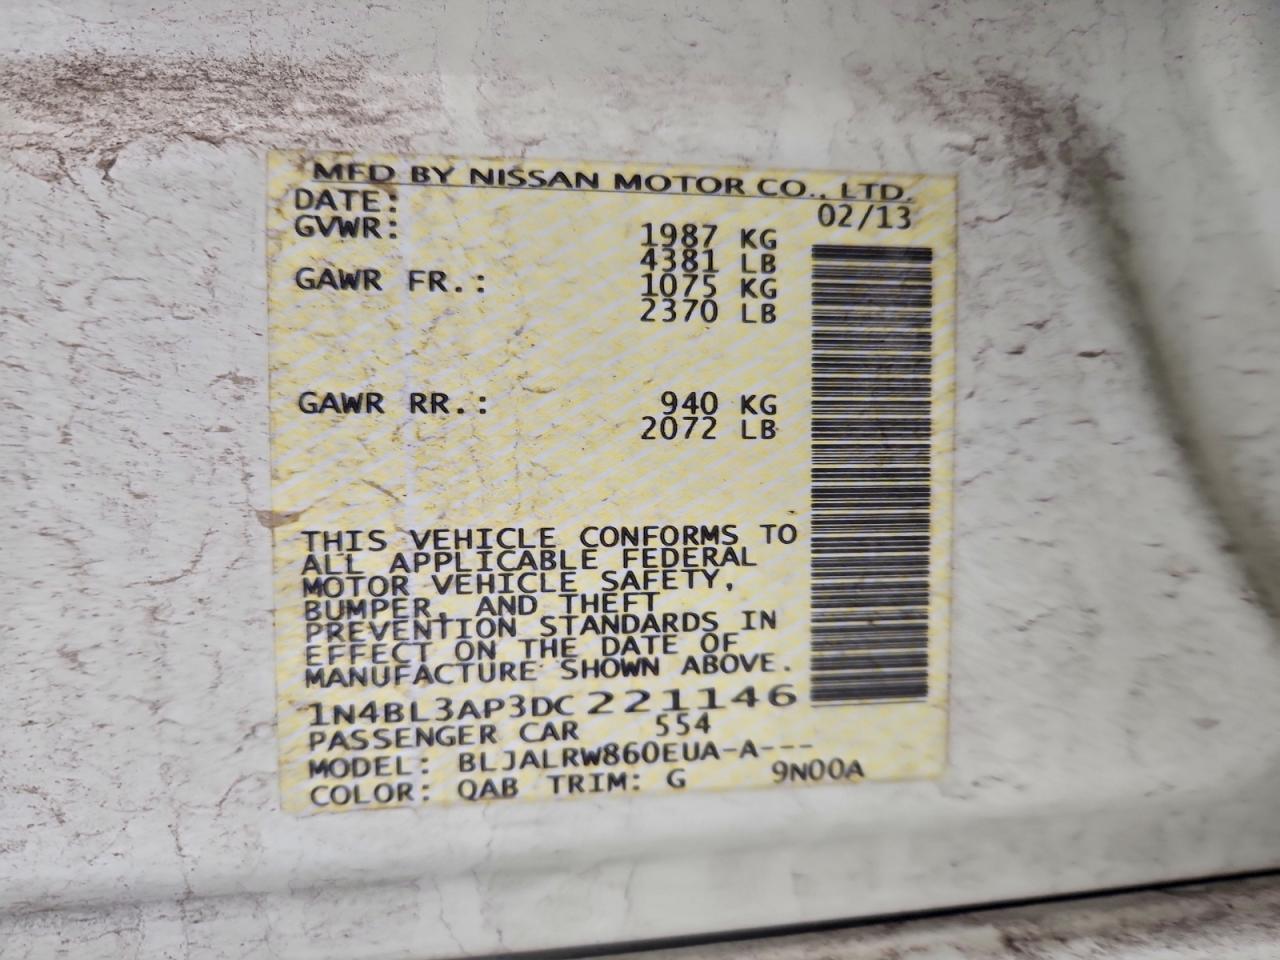 MFD BY NISSAN MOTOR CO., LTD.
DATE: 02/13
GVWR: 1987 KG
4381 LB
GAWR FR.: 1075 KG
2370 LB
GAWR RR.: 940 KG
2072 LB
THIS VEHICLE CONFORMS TO
ALL APPLICABLE FEDERAL
MOTOR VEHICLE SAFETY,
BUMPER, AND THEFT
PREVENTION STANDARDS IN
EFFECT ON THE DATE OF
MANUFACTURE SHOWN ABOVE.
1N4BL3AP3DC221146
PASSENGER CAR 554
MODEL: BLJALRW860EUA-A---
COLOR: QAB TRIM: G 9N00A